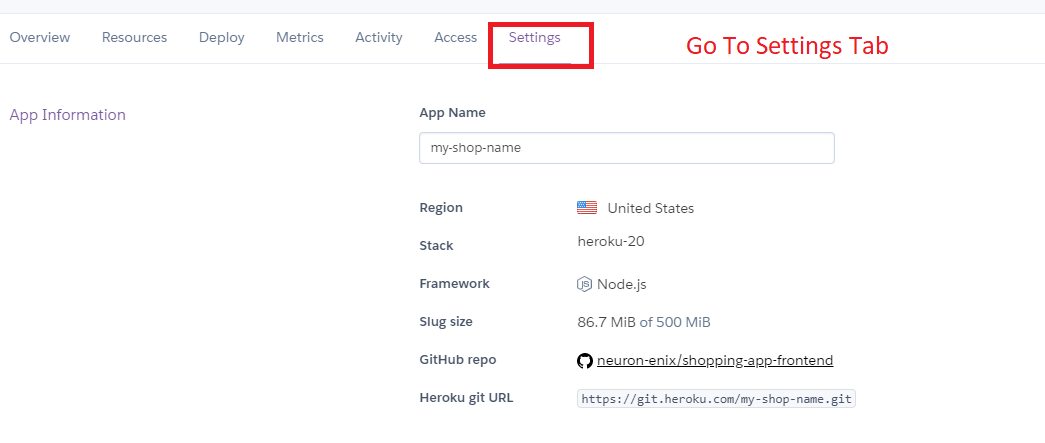 Overview Resources Deploy Metrics Activity Access Settings
Go To Settings Tab
App Information
App Name
my-shop-name
Region United States
Stack heroku-20
Framework Node.js
Slug size 86.7 MiB of 500 MiB
GitHub repo neuron-enix/shopping-app-frontend
Heroku git URL https://git.heroku.com/my-shop-name.git